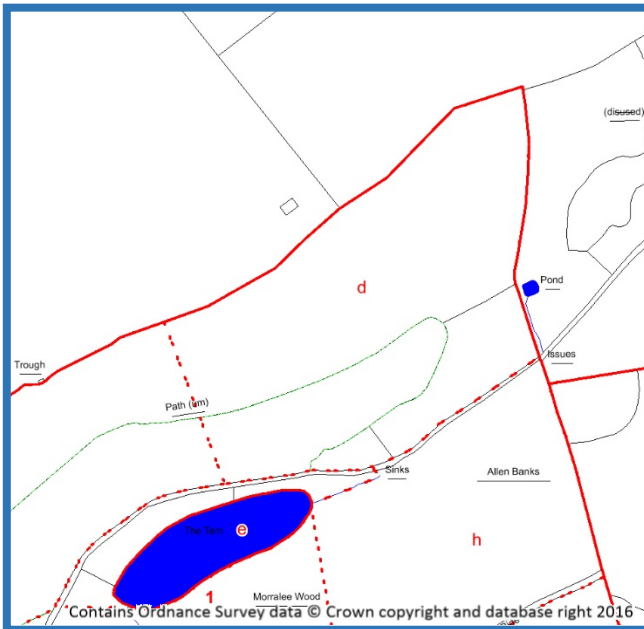 (disused)
d
Pond
Trough
Issues
Path (um)
Sinks
Allen Banks
The Tarn
e
h
1
Morralee Wood
Contains Ordnance Survey data © Crown copyright and database right 2016